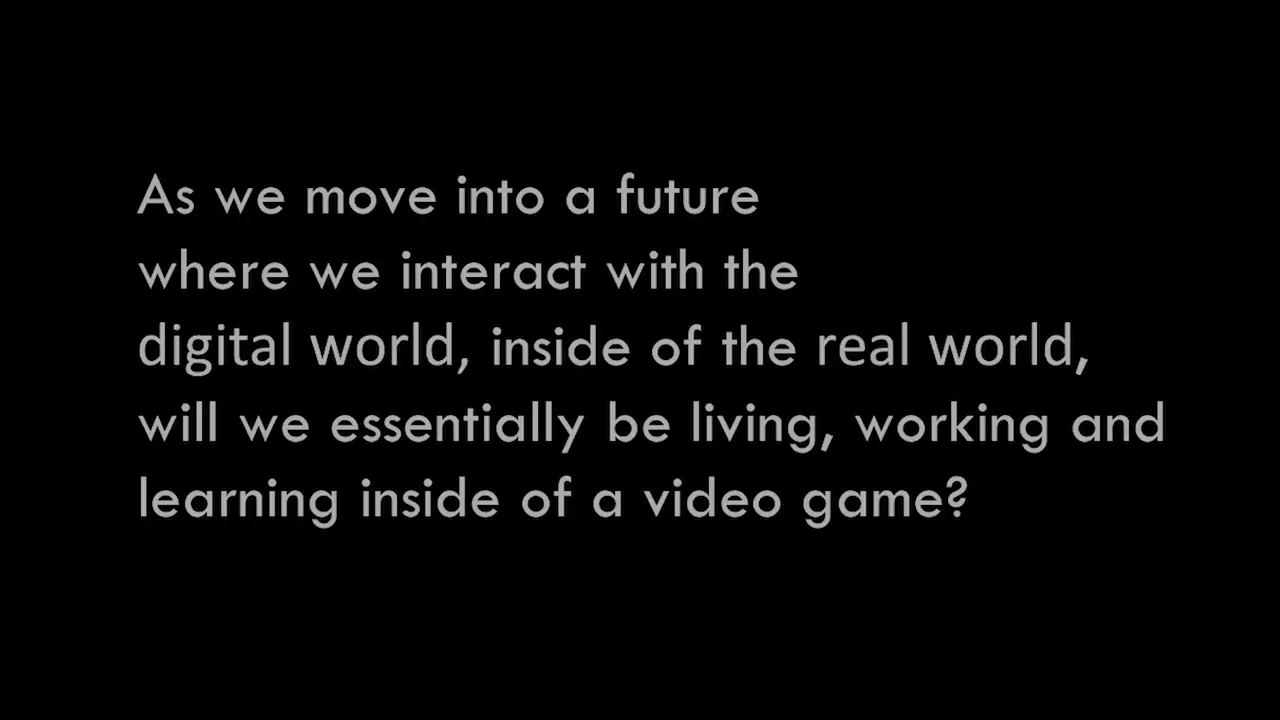 As we move into a future
where we interact with the
digital world, inside of the real world,
will we essentially be living, working and
learning inside of a video game?